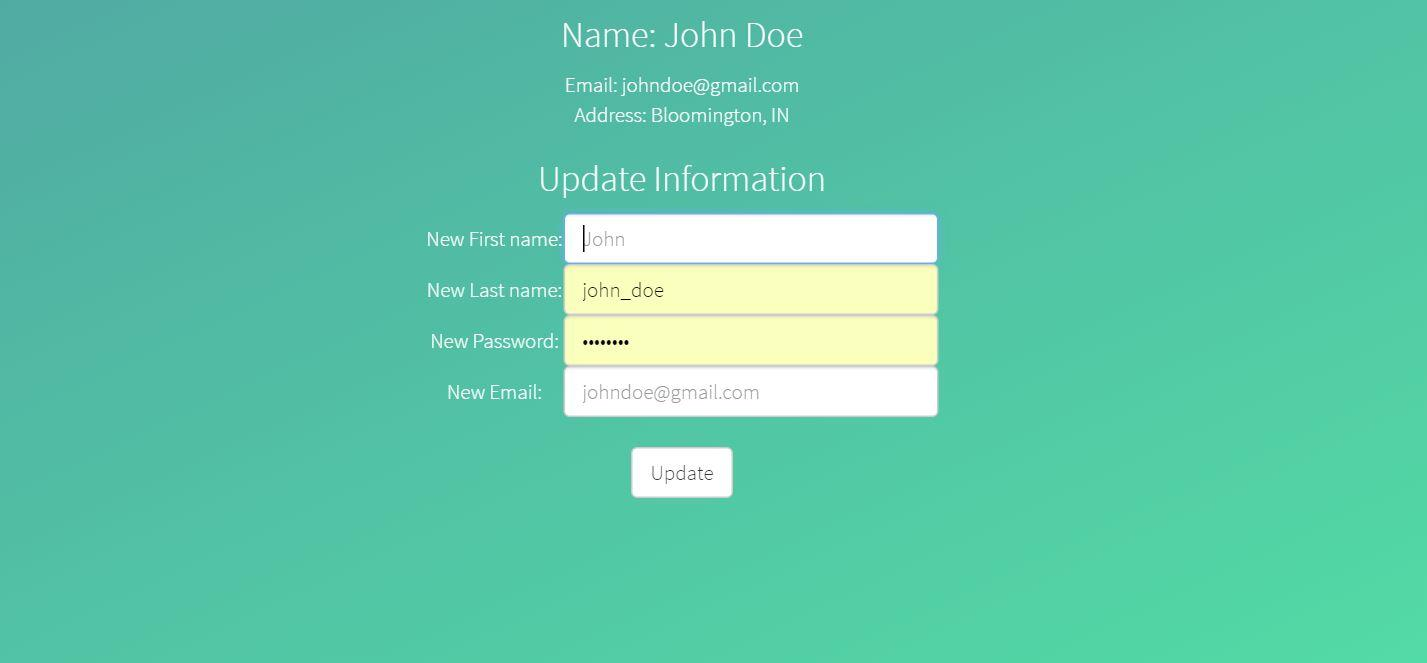 Name: John Doe
Email: johndoe@gmail.com
Address: Bloomington, IN
Update Information
New First name: John
New Last name: john_doe
New Password: ••••••••
New Email: johndoe@gmail.com
Update